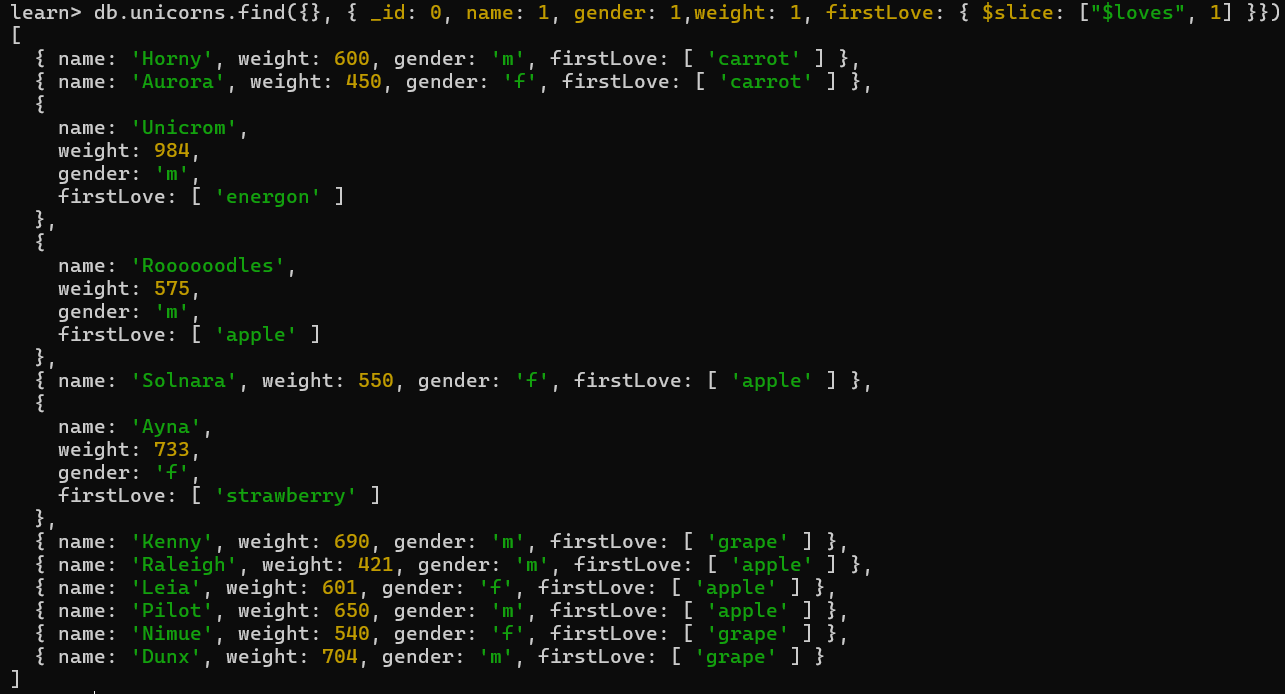 learn> db.unicorns.find({}, { _id: 0, name: 1, gender: 1,weight: 1, firstLove: { $slice: ["$loves", 1] }})
[
  { name: 'Horny', weight: 600, gender: 'm', firstLove: [ 'carrot' ] },
  { name: 'Aurora', weight: 450, gender: 'f', firstLove: [ 'carrot' ] },
  {
    name: 'Unicrom',
    weight: 984,
    gender: 'm',
    firstLove: [ 'energon' ]
  },
  {
    name: 'Roooooodles',
    weight: 575,
    gender: 'm',
    firstLove: [ 'apple' ]
  },
  { name: 'Solnara', weight: 550, gender: 'f', firstLove: [ 'apple' ] },
  {
    name: 'Ayna',
    weight: 733,
    gender: 'f',
    firstLove: [ 'strawberry' ]
  },
  { name: 'Kenny', weight: 690, gender: 'm', firstLove: [ 'grape' ] },
  { name: 'Raleigh', weight: 421, gender: 'm', firstLove: [ 'apple' ] },
  { name: 'Leia', weight: 601, gender: 'f', firstLove: [ 'apple' ] },
  { name: 'Pilot', weight: 650, gender: 'm', firstLove: [ 'apple' ] },
  { name: 'Nimue', weight: 540, gender: 'f', firstLove: [ 'grape' ] },
  { name: 'Dunx', weight: 704, gender: 'm', firstLove: [ 'grape' ] }
]